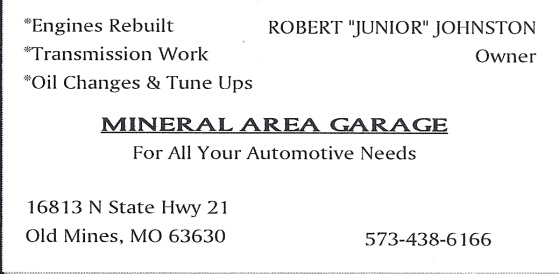 *Engines Rebuilt
ROBERT "JUNIOR" JOHNSTON
*Transmission Work
Owner
*Oil Changes & Tune Ups
MINERAL AREA GARAGE
For All Your Automotive Needs
16813 N State Hwy 21
Old Mines, MO 63630
573-438-6166